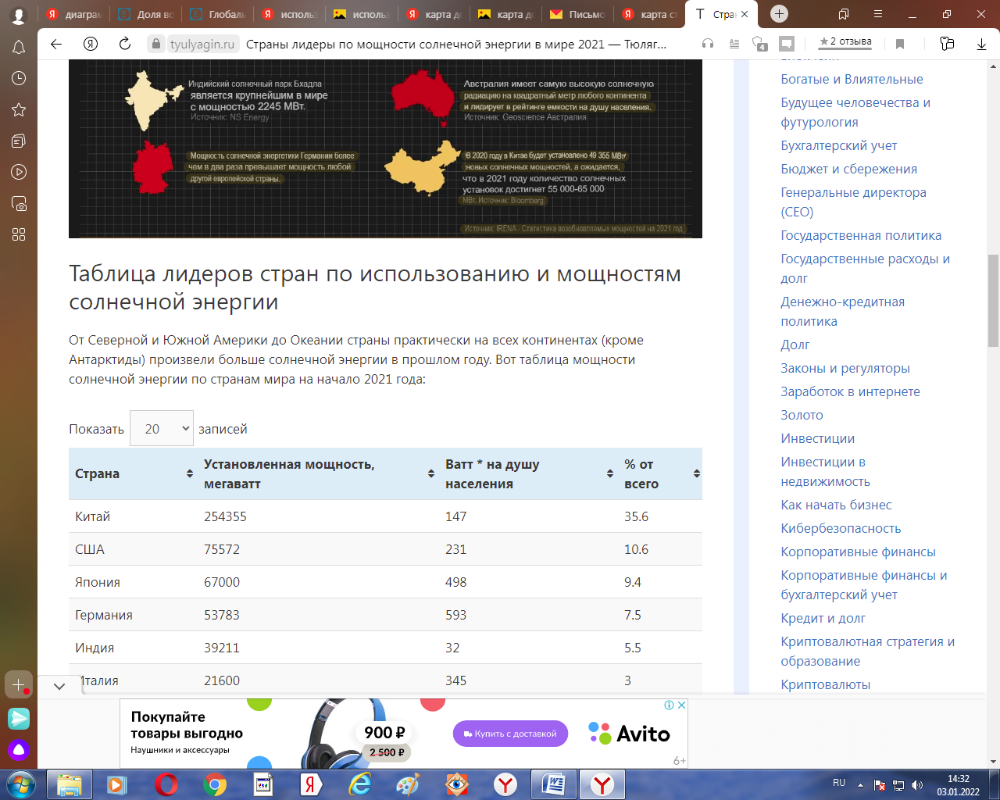 диаграм
Доля во
Глобаль
использ
использ
карта до
карта до
Письмо
карта ст
Стран
tyulyagin.ru
Страны лидеры по мощности солнечной энергии в мире 2021 — Тюляг...
4
2 отзыва
Индийский солнечный парк Бхадла
является крупнейшим в мире
с мощностью 2245 МВт.
Источник: NS Energy
Австралия имеет самую высокую солнечную
радиацию на квадратный метр любого континента
и лидирует в рейтинге емкости на душу населения.
Источник: Geoscience Австралия
Мощность солнечной энергетики Германии более
чем в два раза превышает мощность любой
другой европейской страны.
В 2020 году в Китае будет установлено 49 355 МВт
новых солнечных мощностей, а ожидается,
что в 2021 году количество солнечных
установок достигнет 55 000-65 000
МВт. Источник: Bloomberg
Источник: IRENA - Статистика возобновляемых мощностей на 2021 год
Таблица лидеров стран по использованию и мощностям
солнечной энергии
От Северной и Южной Америки до Океании страны практически на всех континентах (кроме
Антарктиды) произвели больше солнечной энергии в прошлом году. Вот таблица мощности
солнечной энергии по странам мира на начало 2021 года:
Показать 20 записей
Страна Установленная мощность, мегаватт Ватт * на душу населения % от всего
Китай 254355 147 35.6
США 75572 231 10.6
Япония 67000 498 9.4
Германия 53783 593 7.5
Индия 39211 32 5.5
Италия 21600 345 3
Богатые и Влиятельные
Будущее человечества и
футурология
Бухгалтерский учет
Бюджет и сбережения
Генеральные директора
(CEO)
Государственная политика
Государственные расходы и
долг
Денежно-кредитная
политика
Долг
Законы и регуляторы
Заработок в интернете
Золото
Инвестиции
Инвестиции в
недвижимость
Как начать бизнес
Кибербезопасность
Корпоративные финансы
Корпоративные финансы и
бухгалтерский учет
Кредит и долг
Криптовалютная стратегия и
образование
Криптовалюты
Покупайте
товары выгодно
Наушники и аксессуары
900 ₽
2 500 ₽
Купить с доставкой
Avito
6+
RU
14:32
03.01.2022